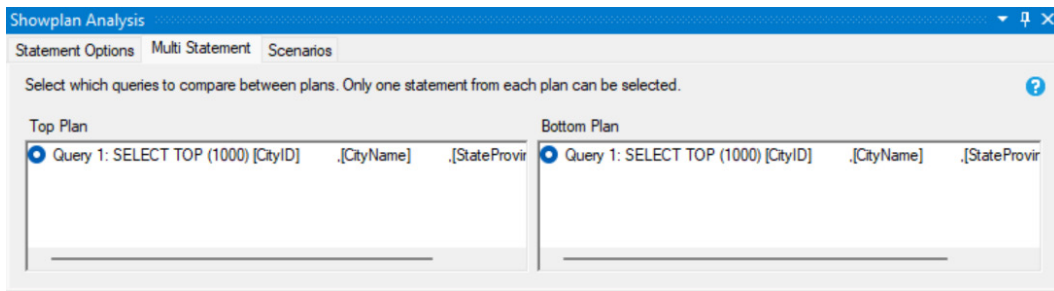 Showplan Analysis
Statement Options Multi Statement Scenarios
Select which queries to compare between plans. Only one statement from each plan can be selected.
Top Plan
Query 1: SELECT TOP (1000) [CityID] ,[CityName] ,[StateProvir
Bottom Plan
Query 1: SELECT TOP (1000) [CityID] ,[CityName] ,[StateProvir